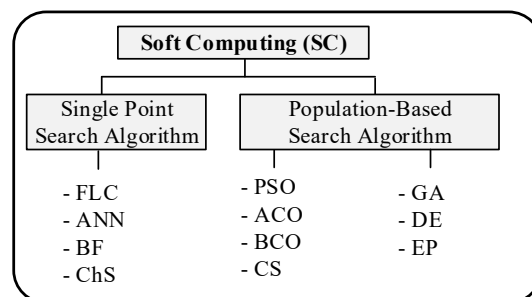 Soft Computing (SC)
Single Point
Search Algorithm
Population-Based
Search Algorithm
- FLC
- ANN
- BF
- ChS
- PSO
- ACO
- BCO
- CS
- GA
- DE
- EP